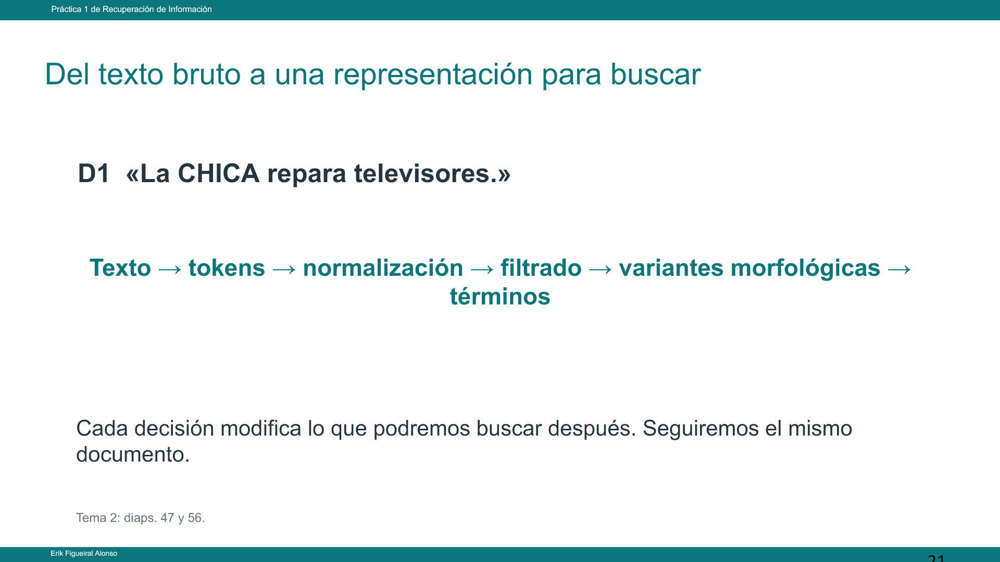 Práctica 1 de Recuperación de Información
Del texto bruto a una representación para buscar
D1 «La CHICA repara televisores.»
Texto → tokens → normalización → filtrado → variantes morfológicas →
términos
Cada decisión modifica lo que podremos buscar después. Seguiremos el mismo
documento.
Tema 2: diaps. 47 y 56.
Erik Figueiral Alonso
21